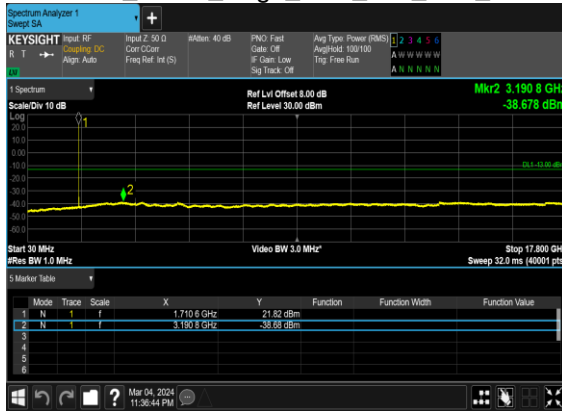 Spectrum Analyzer 1
Swept SA
+
KEYSIGHT Input: RF Input Z: 50 Ω #Atten: 40 dB PNO: Fast Avg Type: Power (RMS) 1 2 3 4 5 6
R T Coupling: DC Corr CCorr Gate: Off Avg|Hold: 100/100 A W W W W W
Align: Auto Freq Ref: Int (S) IF Gain: Low Trig: Free Run A N N N N N
LXI Sig Track: Off
1 Spectrum Ref Lvl Offset 8.00 dB Mkr2 3.190 8 GHz
Scale/Div 10 dB Ref Level 30.00 dBm -38.678 dBm
Log
20.0
10.0
0.00
-10.0
-20.0
-30.0
-40.0
-50.0
-60.0
1
2
DL1 -13.00 dBm
Start 30 MHz Video BW 3.0 MHz* Stop 17.800 GHz
#Res BW 1.0 MHz Sweep 32.0 ms (40001 pts)
5 Marker Table
Mode Trace Scale X Y Function Function Width Function Value
1 N 1 f 1.710 6 GHz 21.82 dBm
2 N 1 f 3.190 8 GHz -38.68 dBm
3
4
5
6
? Mar 04, 2024
11:36:44 PM